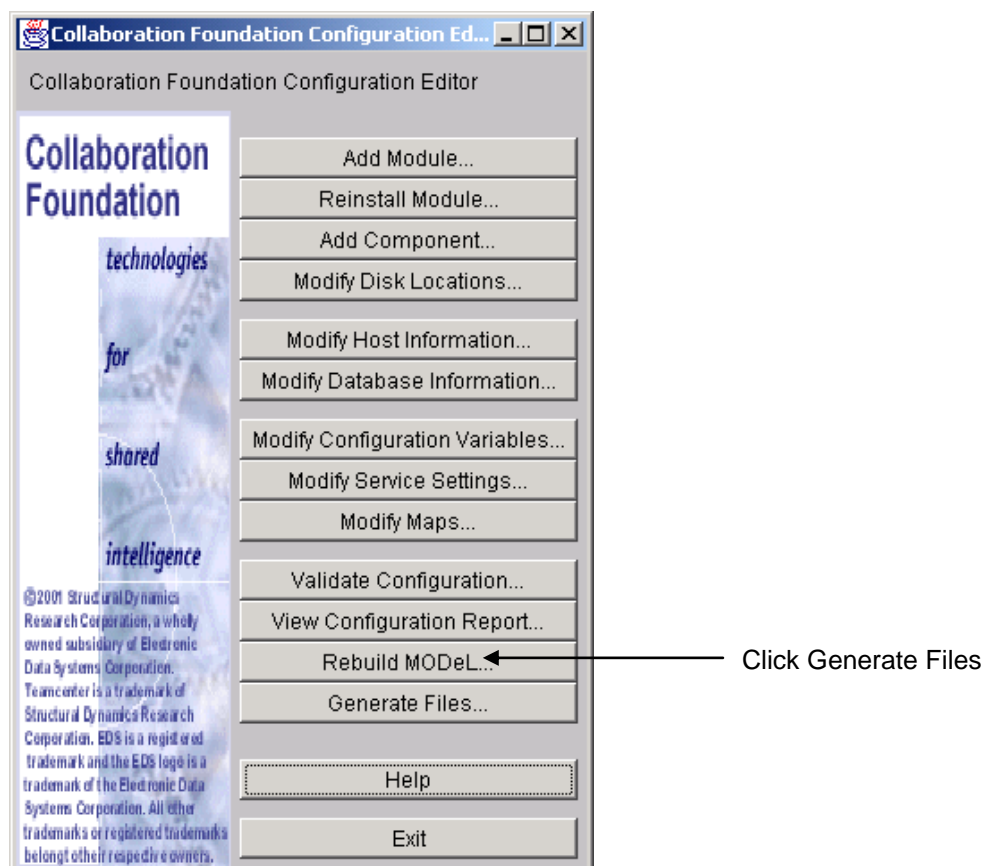 Collaboration Foundation Configuration Ed...
Collaboration Foundation Configuration Editor
Collaboration
Foundation
technologies
for
shared
intelligence
©2001 Structural Dynamics
Research Corporation, a wholly
owned subsidiary of Electronic
Data Systems Corporation.
Teamcenter is a trademark of
Structural Dynamics Research
Corporation. EDS is a registered
trademark and the EDS logo is a
trademark of the Electronic Data
Systems Corporation. All other
trademarks or registered trademarks
belongt otheir respective owners.
Add Module...
Reinstall Module...
Add Component...
Modify Disk Locations...
Modify Host Information...
Modify Database Information...
Modify Configuration Variables...
Modify Service Settings...
Modify Maps...
Validate Configuration...
View Configuration Report...
Rebuild MODeL...
Generate Files...
Help
Exit
Click Generate Files